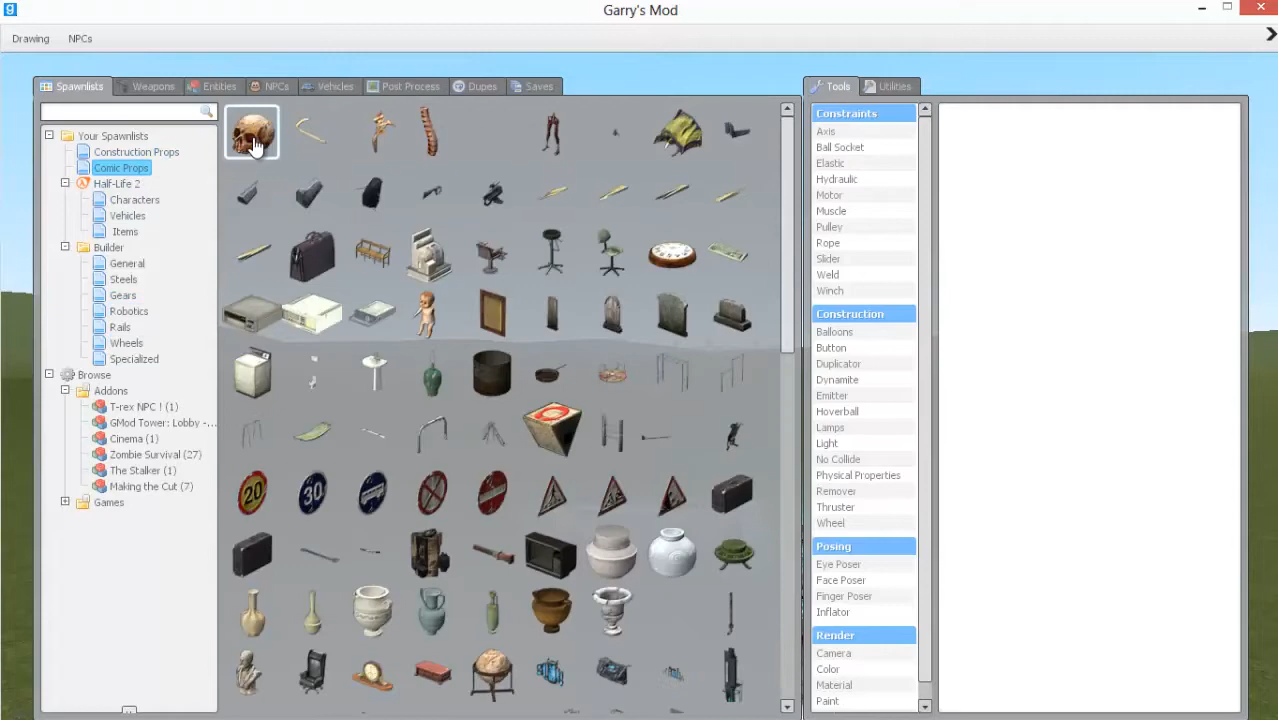 Garry's Mod
Drawing NPCs
Spawnlists Weapons Entities NPCs Vehicles Post Process Dupes Saves
Your Spawnlists
Construction Props
Comic Props
Half-Life 2
Characters
Vehicles
Items
Builder
General
Steels
Gears
Robotics
Rails
Wheels
Specialized
Browse
Addons
T-rex NPC ! (1)
GMod Tower: Lobby -...
Cinema (1)
Zombie Survival (27)
The Stalker (1)
Making the Cut (7)
Games
20
30
Tools Utilities
Constraints
Axis
Ball Socket
Elastic
Hydraulic
Motor
Muscle
Pulley
Rope
Slider
Weld
Winch
Construction
Balloons
Button
Duplicator
Dynamite
Emitter
Hoverball
Lamps
Light
No Collide
Physical Properties
Remover
Thruster
Wheel
Posing
Eye Poser
Face Poser
Finger Poser
Inflator
Render
Camera
Color
Material
Paint